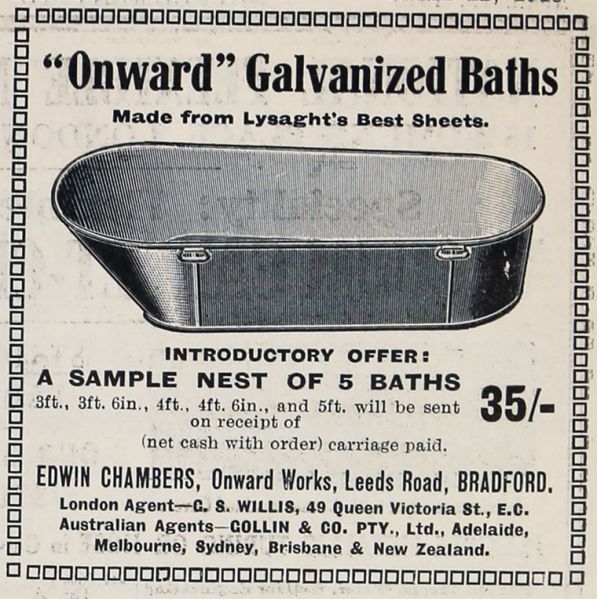 "Onward" Galvanized Baths
Made from Lysaght's Best Sheets.
INTRODUCTORY OFFER:
A SAMPLE NEST OF 5 BATHS
3ft., 3ft. 6in., 4ft., 4ft. 6in., and 5ft. will be sent
on receipt of
35/-
(net cash with order) carriage paid.
EDWIN CHAMBERS, Onward Works, Leeds Road, BRADFORD.
London Agent—C. S. WILLIS, 49 Queen Victoria St., E.C.
Australian Agents—GOLLIN & CO. PTY., Ltd., Adelaide,
Melbourne, Sydney, Brisbane & New Zealand.